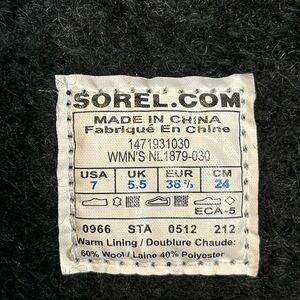 SOREL.COM
MADE IN CHINA
Fabriqué En Chine
1471931030
WMN'S NL1879-030
USA UK EUR CM
7 5.5 38 2/3 24
ECA-5
0966 STA 0512 212
Warm Lining / Doublure Chaude:
60% Wool / Laine 40% Polyester